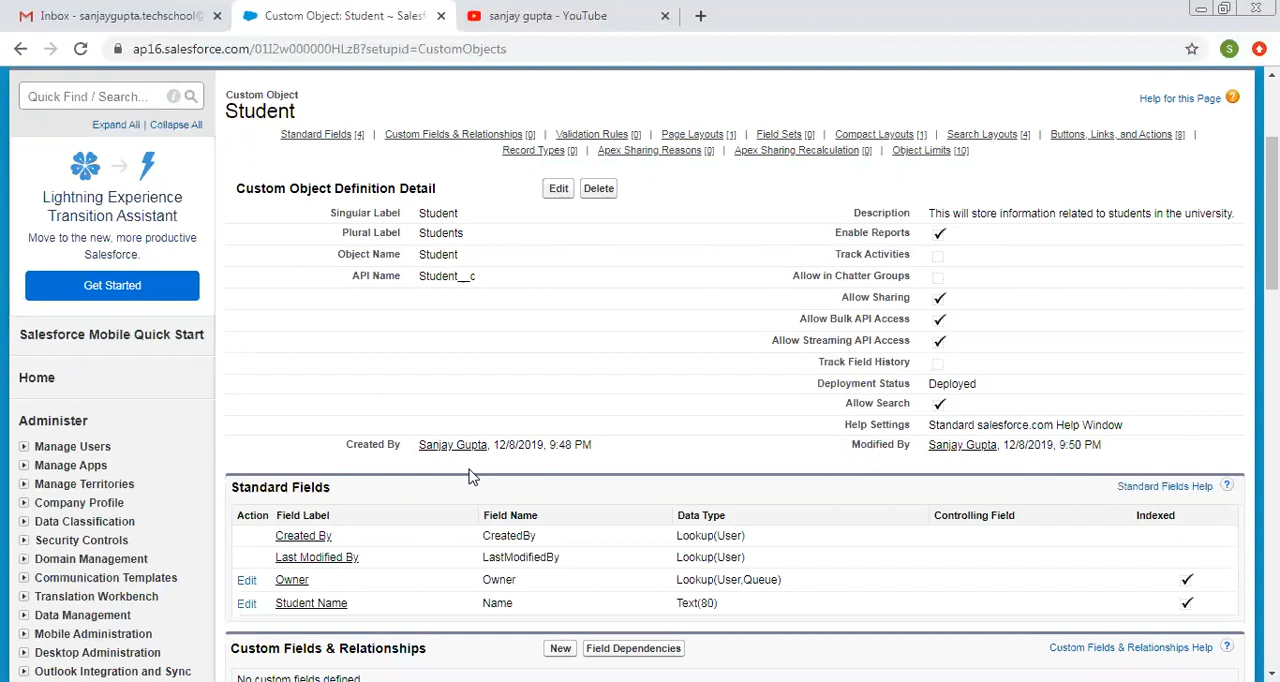 Inbox - sanjaygupta.techschool@
Custom Object: Student ~ Salesf
sanjay gupta - YouTube
ap16.salesforce.com/01I2w000000HLzB?setupid=CustomObjects
S
Quick Find / Search...
Expand All | Collapse All
Lightning Experience
Transition Assistant
Move to the new, more productive
Salesforce.
Get Started
Salesforce Mobile Quick Start
Home
Administer
Manage Users
Manage Apps
Manage Territories
Company Profile
Data Classification
Security Controls
Domain Management
Communication Templates
Translation Workbench
Data Management
Mobile Administration
Desktop Administration
Outlook Integration and Sync
Custom Object
Student
Help for this Page
Standard Fields [4] | Custom Fields & Relationships [0] | Validation Rules [0] | Page Layouts [1] | Field Sets [0] | Compact Layouts [1] | Search Layouts [4] | Buttons, Links, and Actions [8] |
Record Types [0] | Apex Sharing Reasons [0] | Apex Sharing Recalculation [0] | Object Limits [10]
Custom Object Definition Detail Edit Delete
Singular Label Student Description This will store information related to students in the university.
Plural Label Students Enable Reports
Object Name Student Track Activities
API Name Student__c Allow in Chatter Groups
Allow Sharing
Allow Bulk API Access
Allow Streaming API Access
Track Field History
Deployment Status Deployed
Allow Search
Help Settings Standard salesforce.com Help Window
Created By Sanjay Gupta, 12/8/2019, 9:48 PM Modified By Sanjay Gupta, 12/8/2019, 9:50 PM
Standard Fields Standard Fields Help ?
Action Field Label Field Name Data Type Controlling Field Indexed
Created By CreatedBy Lookup(User)
Last Modified By LastModifiedBy Lookup(User)
Edit Owner Owner Lookup(User,Queue)
Edit Student Name Name Text(80)
Custom Fields & Relationships New Field Dependencies Custom Fields & Relationships Help ?
No custom fields defined